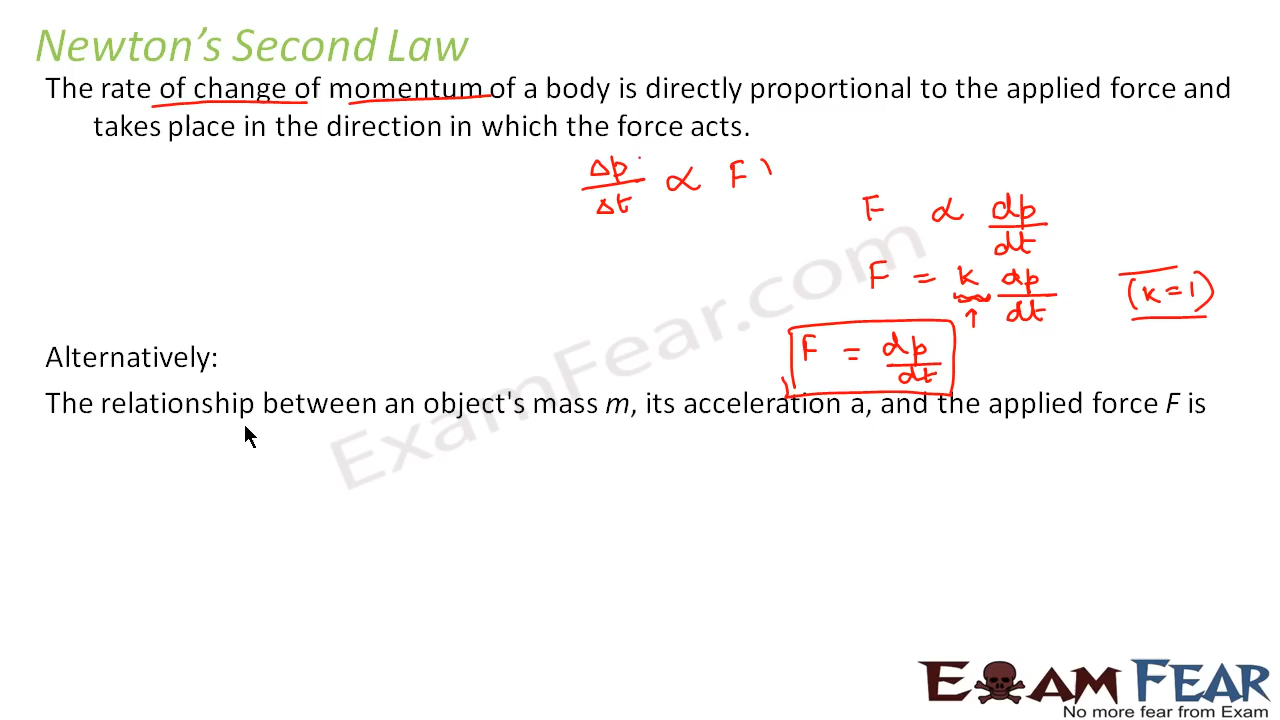 Newton's Second Law
The rate of change of momentum of a body is directly proportional to the applied force and
takes place in the direction in which the force acts.
Δp/Δt ∝ F
F ∝ dp/dt
F = k dp/dt (k=1)
F = dp/dt
Alternatively:
The relationship between an object's mass m, its acceleration a, and the applied force F is
ExamFear.com
EXAM FEAR
No more fear from Exam